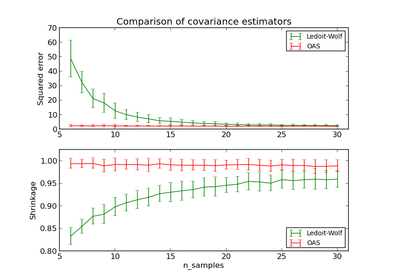 Comparison of covariance estimators
70
60
50
40
30
20
10
0
Squared error
Ledoit-Wolf
OAS
5 10 15 20 25 30
1.00
0.95
0.90
0.85
0.80
Shrinkage
Ledoit-Wolf
OAS
5 10 15 20 25 30
n_samples